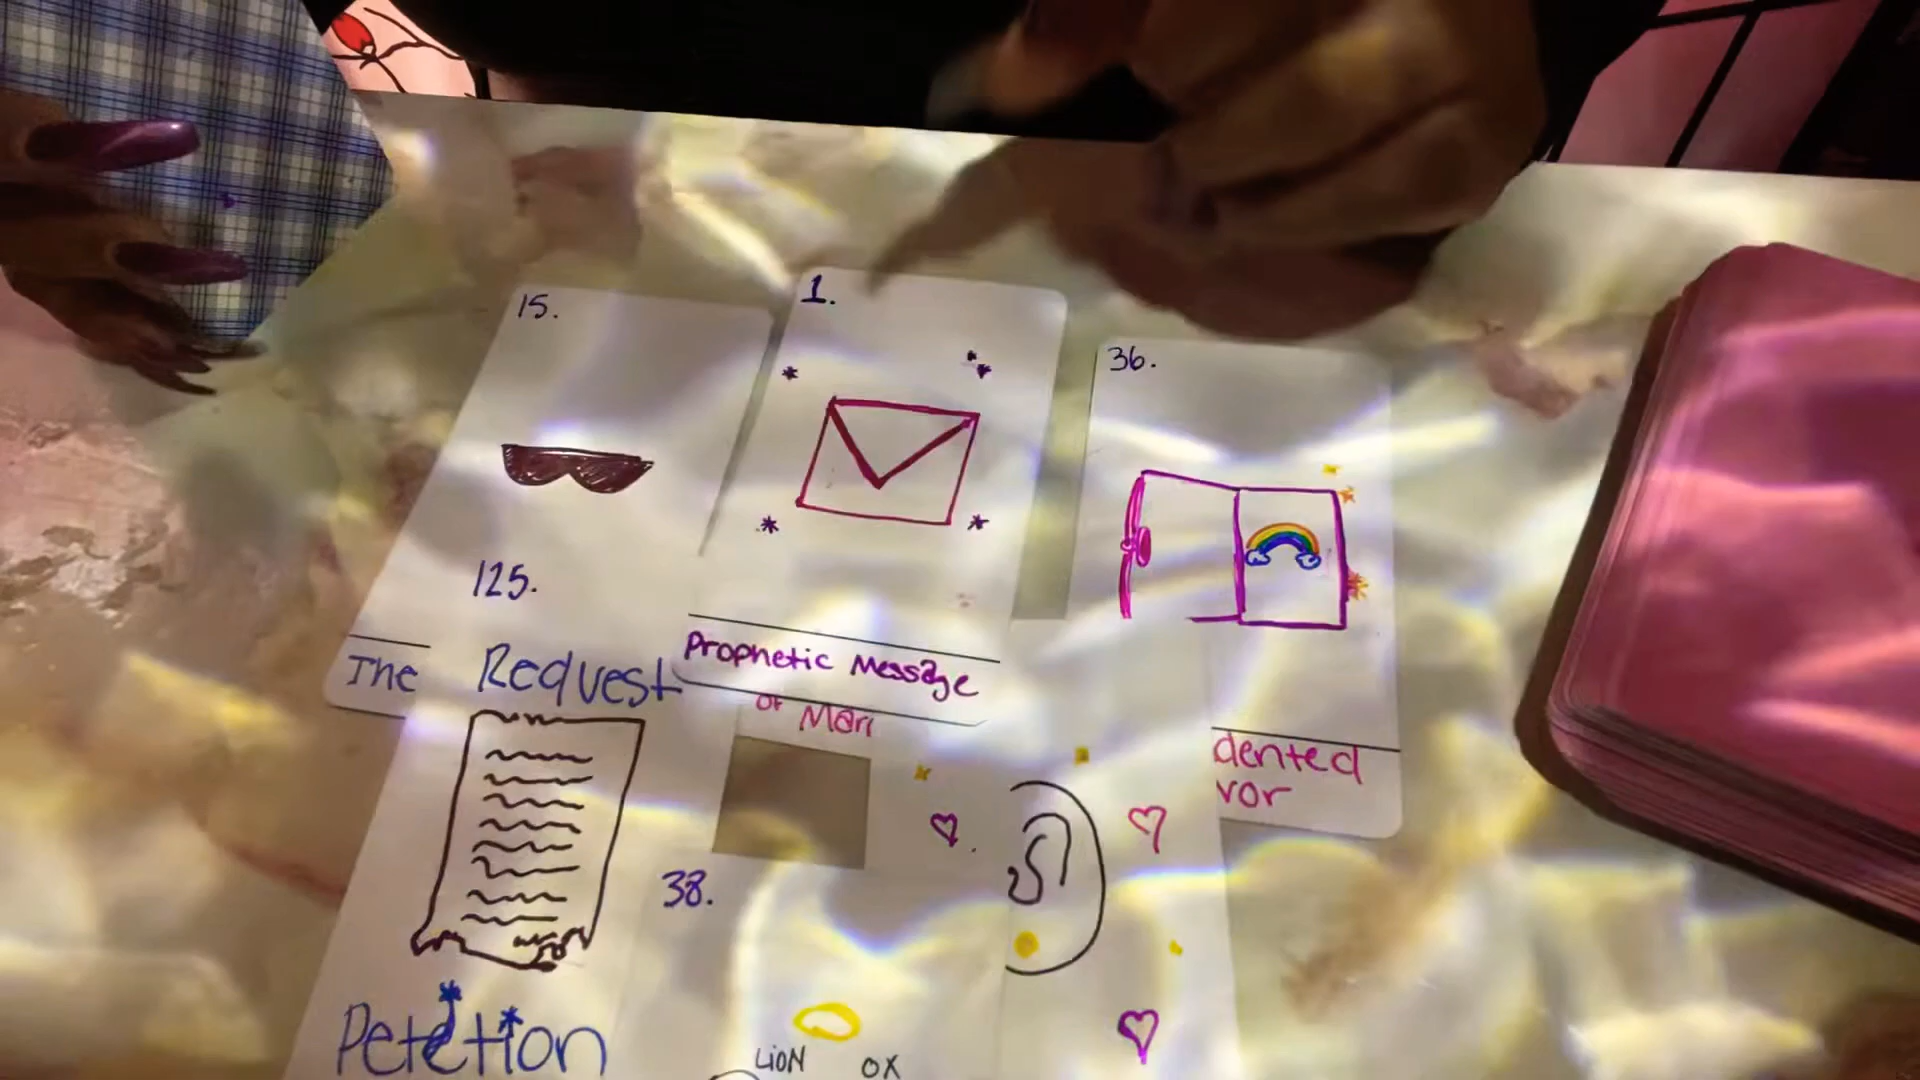 15.
1.
36.
The
Prophetic Message
dented
vor
125.
Request
Petetion
of Mari
38.
LION OX